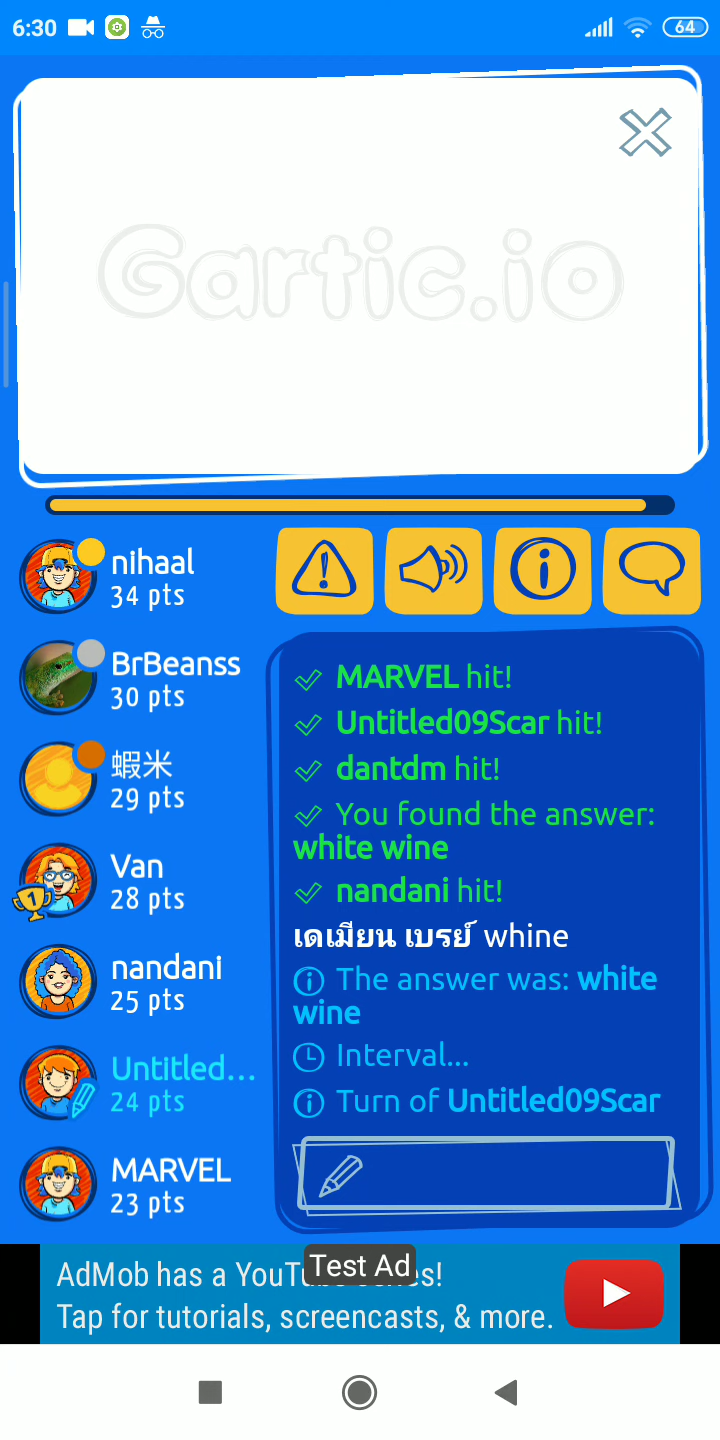 6:30
64
Gartic.io
nihaal
34 pts
BrBeanss
30 pts
蝦米
29 pts
Van
28 pts
nandani
25 pts
Untitled...
24 pts
MARVEL
23 pts
MARVEL hit!
Untitled09Scar hit!
dantdm hit!
You found the answer:
white wine
nandani hit!
เดเมียน เบรย์ whine
The answer was: white
wine
Interval...
Turn of Untitled09Scar
AdMob has a YouT
s!
Test Ad
Tap for tutorials, screencasts, & more.